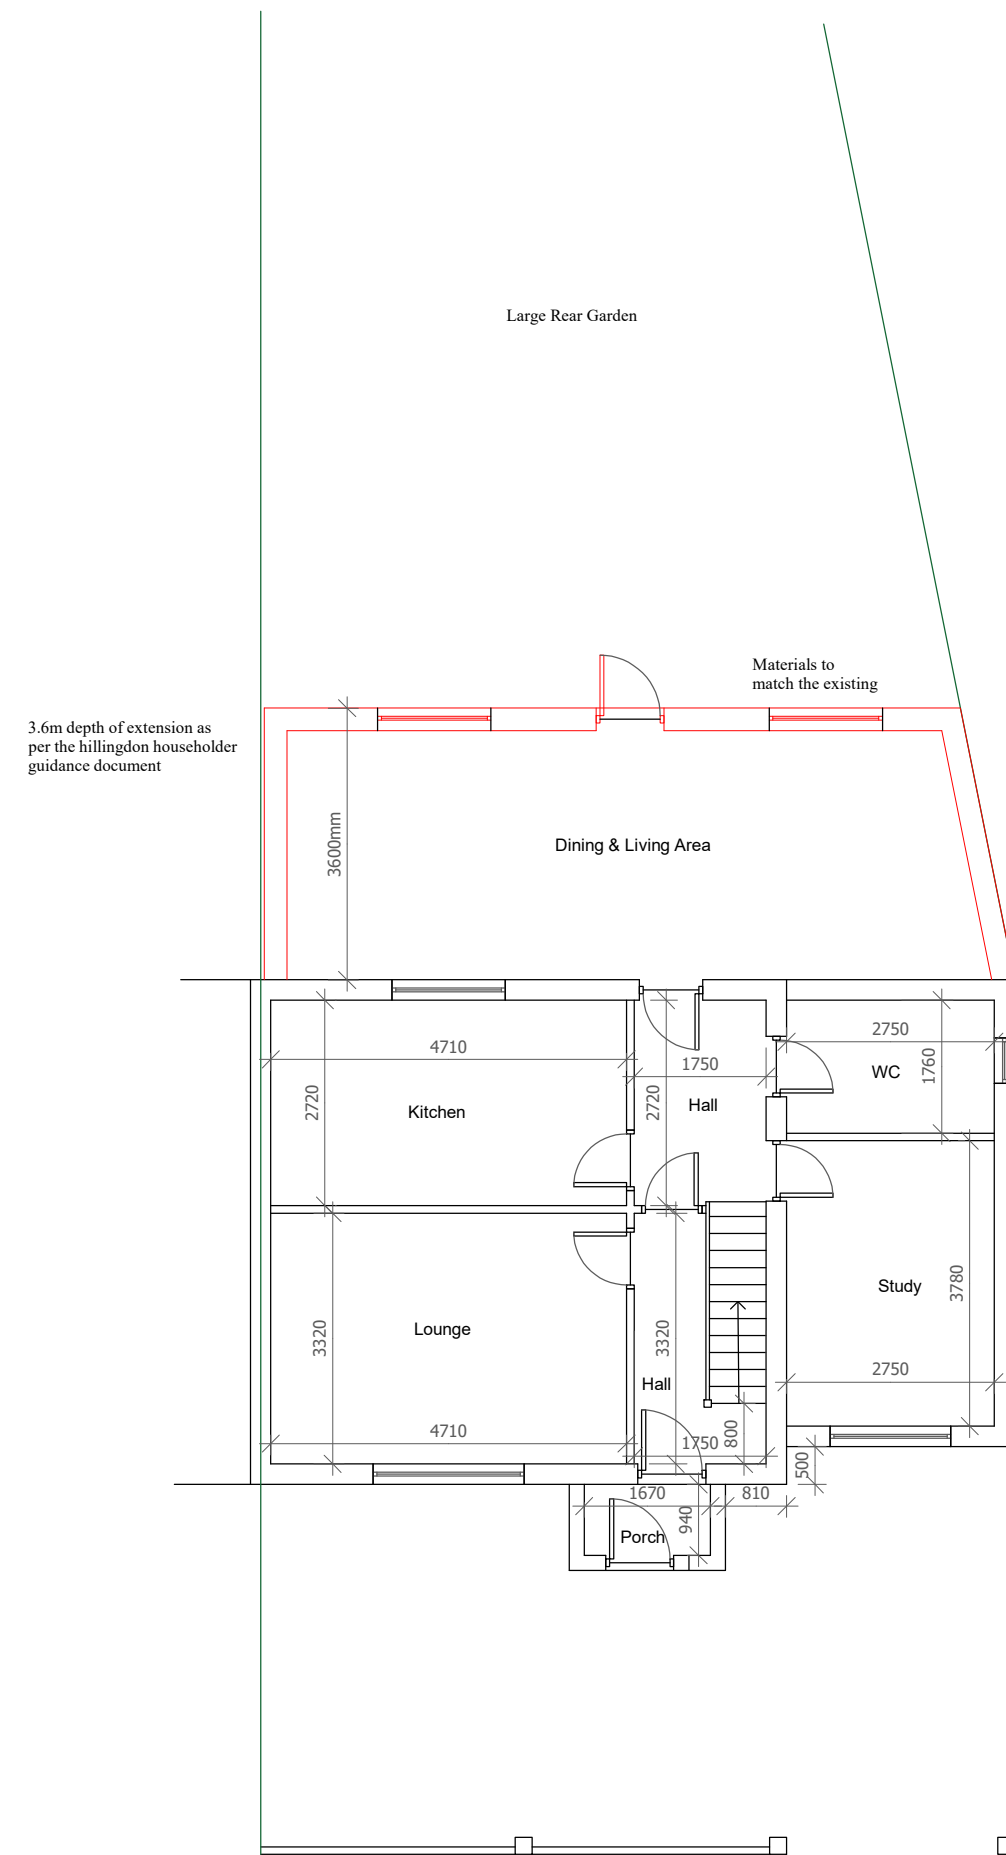 Large Rear Garden
Materials to
match the existing
3.6m depth of extension as
per the hillingdon householder
guidance document
3600mm
Dining & Living Area
4710
2720
Kitchen
1750
2720
Hall
2750
1760
WC
3320
Lounge
4710
3320
Hall
1750
800
Study
3780
2750
500
1670
810
940
Porch